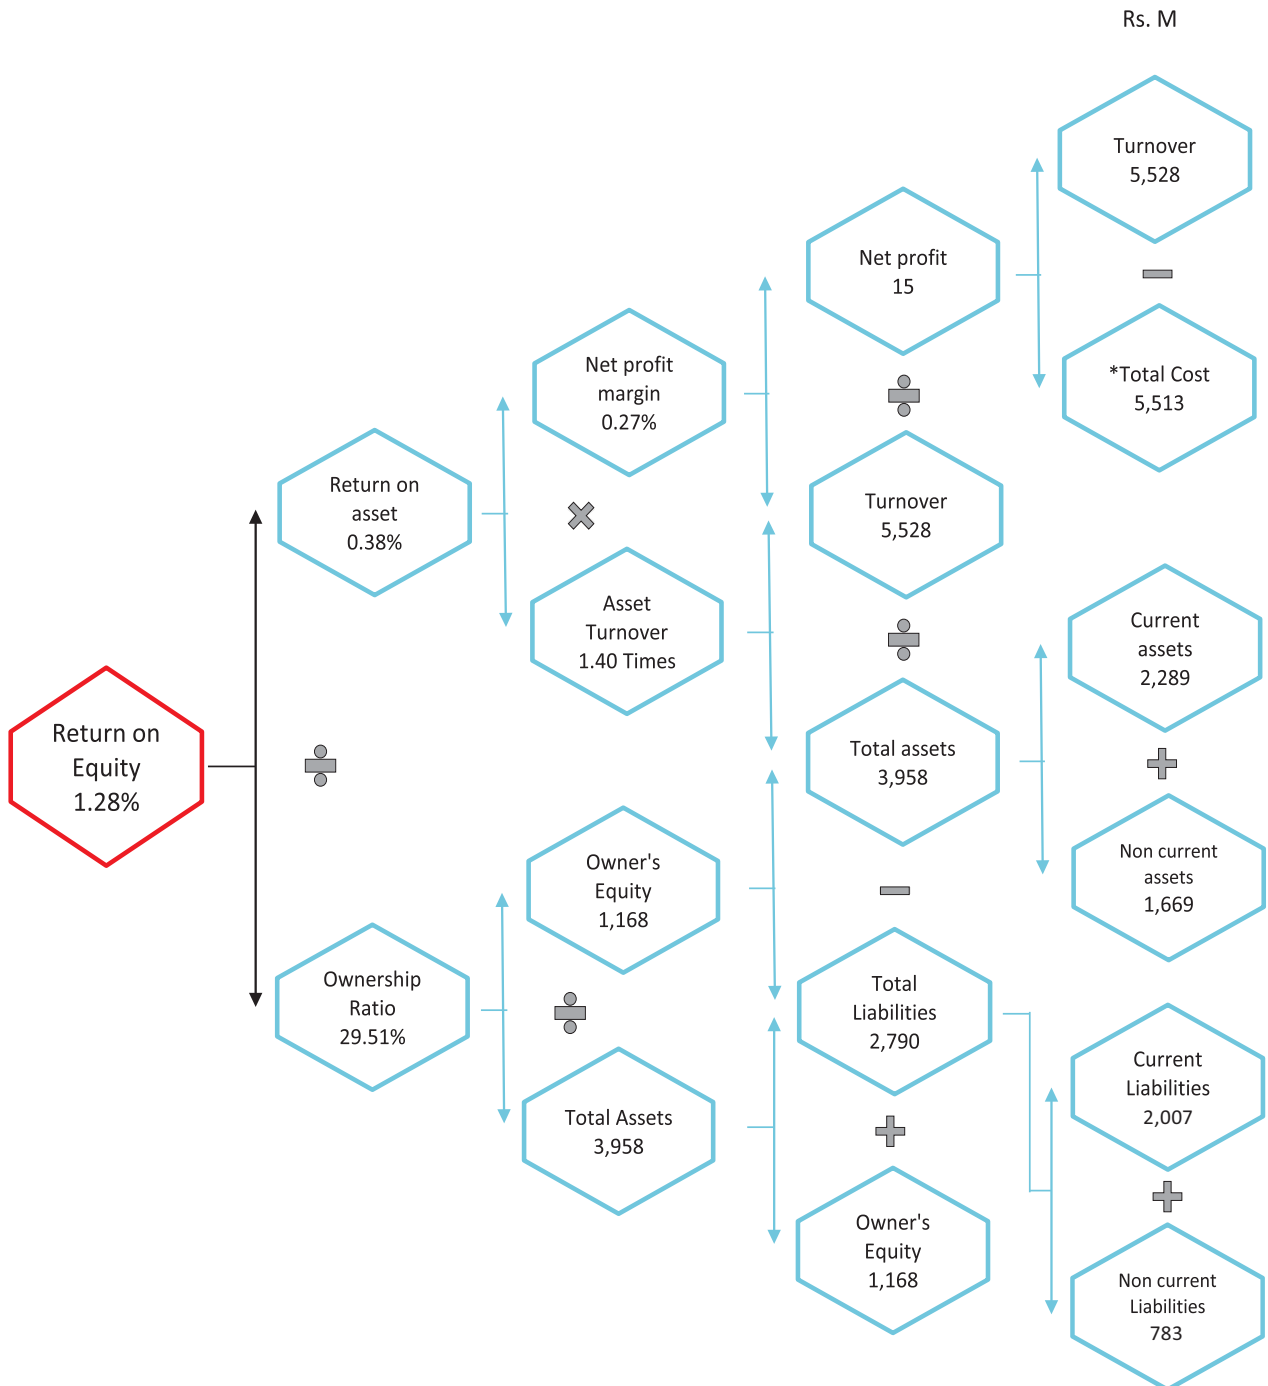 Rs. M
Turnover
5,528
Net profit
15
*Total Cost
5,513
Net profit
margin
0.27%
Return on
asset
0.38%
Turnover
5,528
Asset
Turnover
1.40 Times
Current
assets
2,289
Return on
Equity
1.28%
Total assets
3,958
Non current
assets
1,669
Owner's
Equity
1,168
Ownership
Ratio
29.51%
Total
Liabilities
2,790
Total Assets
3,958
Current
Liabilities
2,007
Owner's
Equity
1,168
Non current
Liabilities
783